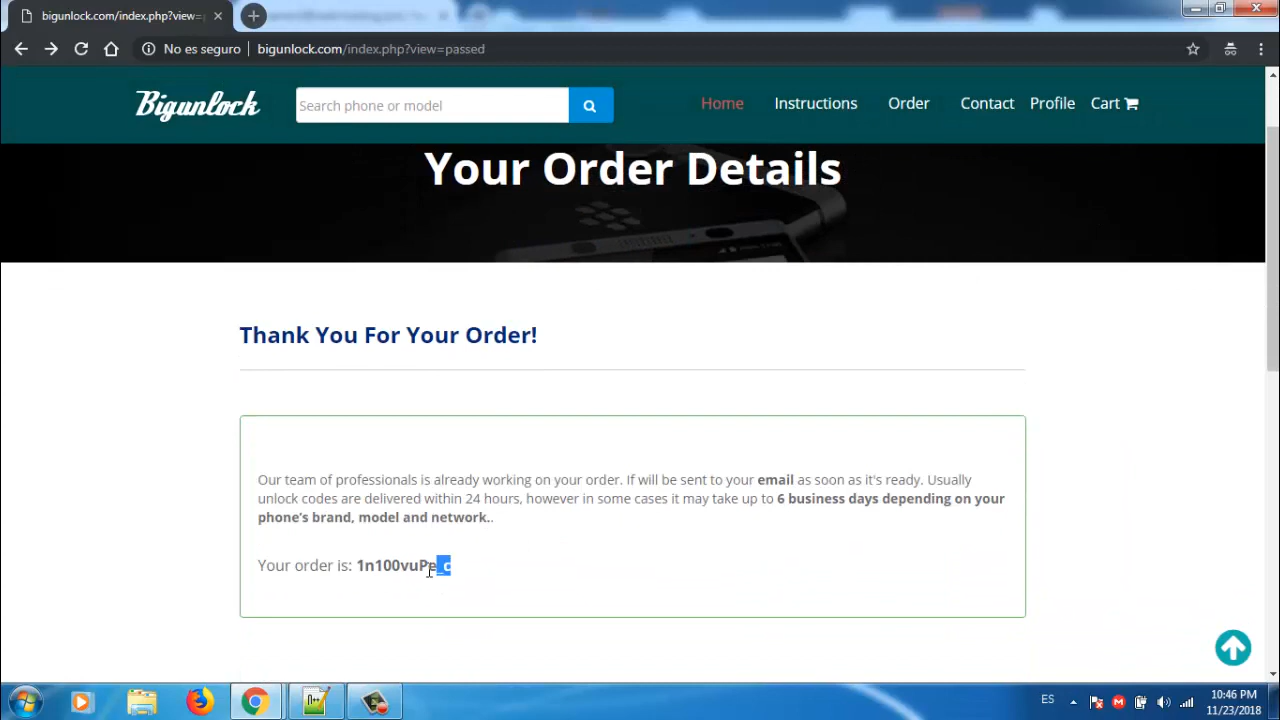 bigunlock.com/index.php?view=
No es seguro bigunlock.com/index.php?view=passed
Bigunlock Search phone or model Home Instructions Order Contact Profile Cart
Your Order Details
Thank You For Your Order!
Our team of professionals is already working on your order. If will be sent to your email as soon as it's ready. Usually
unlock codes are delivered within 24 hours, however in some cases it may take up to 6 business days depending on your
phone's brand, model and network..
Your order is: 1n100vuPe_c
ES 10:46 PM
11/23/2018